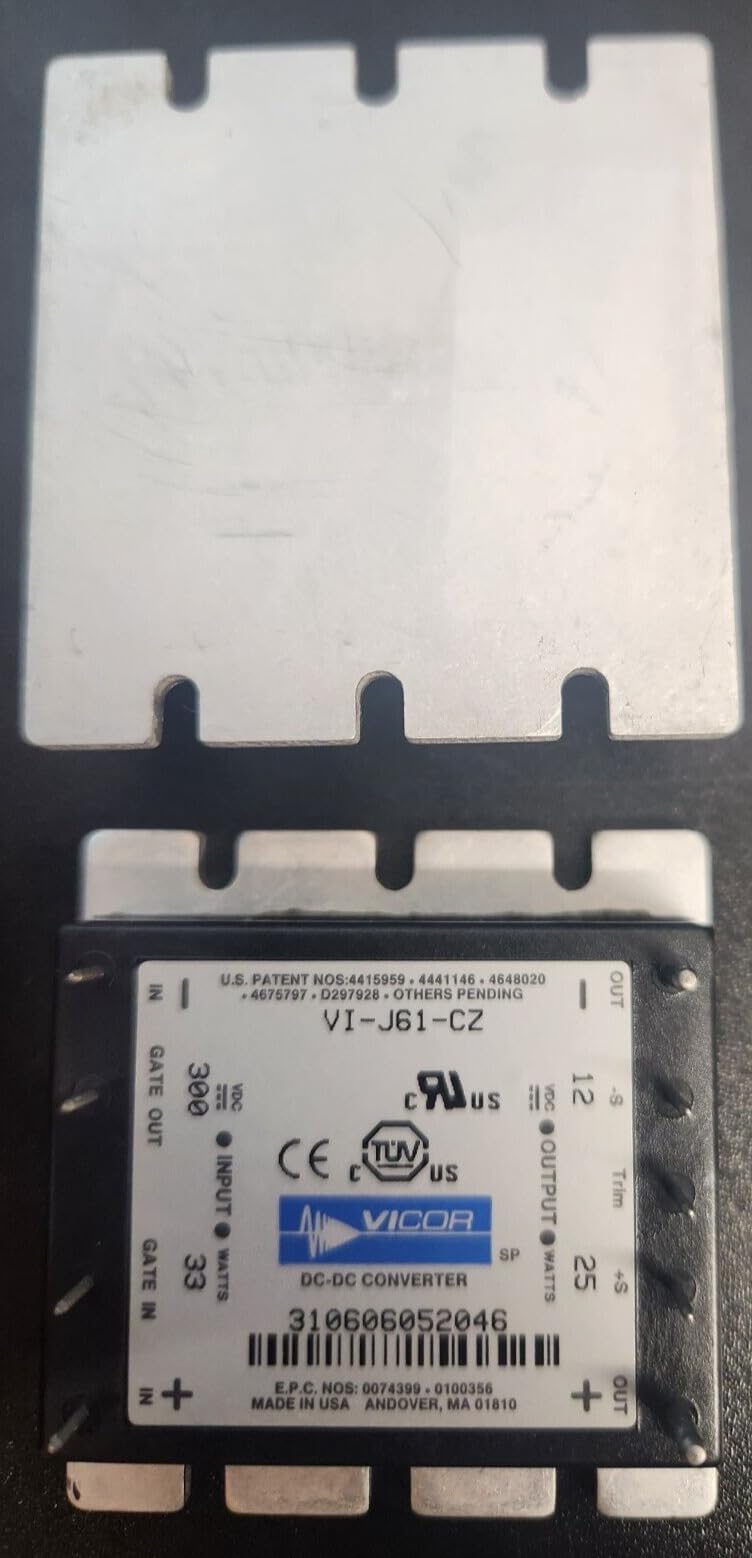 U.S. PATENT NOS:4415959 • 4441146 • 4648020
• 4675797 • D297928 • OTHERS PENDING
VI-J61-CZ
− IN
GATE OUT
GATE IN
+ IN
300 VDC ● INPUT ● WATTS 33
C UR US
CE
C TÜV US
VICOR
SP
DC-DC CONVERTER
310606052046
12 VDC ● OUTPUT ● WATTS 25
− OUT
-S
Trim
+S
+ OUT
E.P.C. NOS: 0074399 • 0100356
MADE IN USA ANDOVER, MA 01810